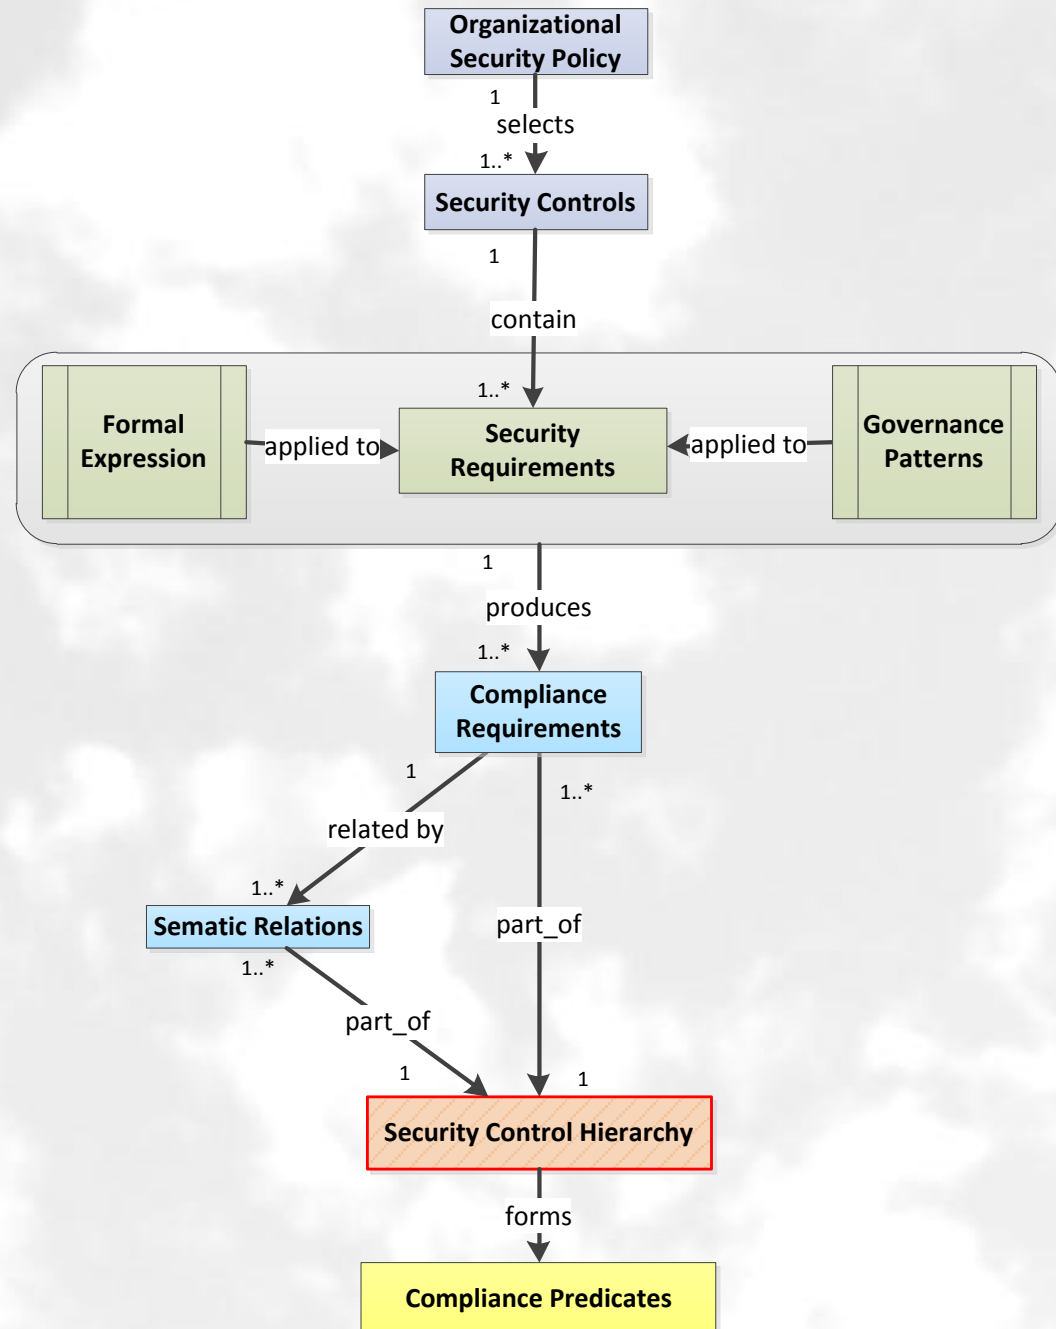 Organizational
Security Policy
1
selects
1..*
Security Controls
1
contain
1..*
Formal
Expression
applied to
Security
Requirements
applied to
Governance
Patterns
1
produces
1..*
Compliance
Requirements
1
1..*
related by
1..*
Sematic Relations
part_of
1..*
part_of
1
1
Security Control Hierarchy
forms
Compliance Predicates